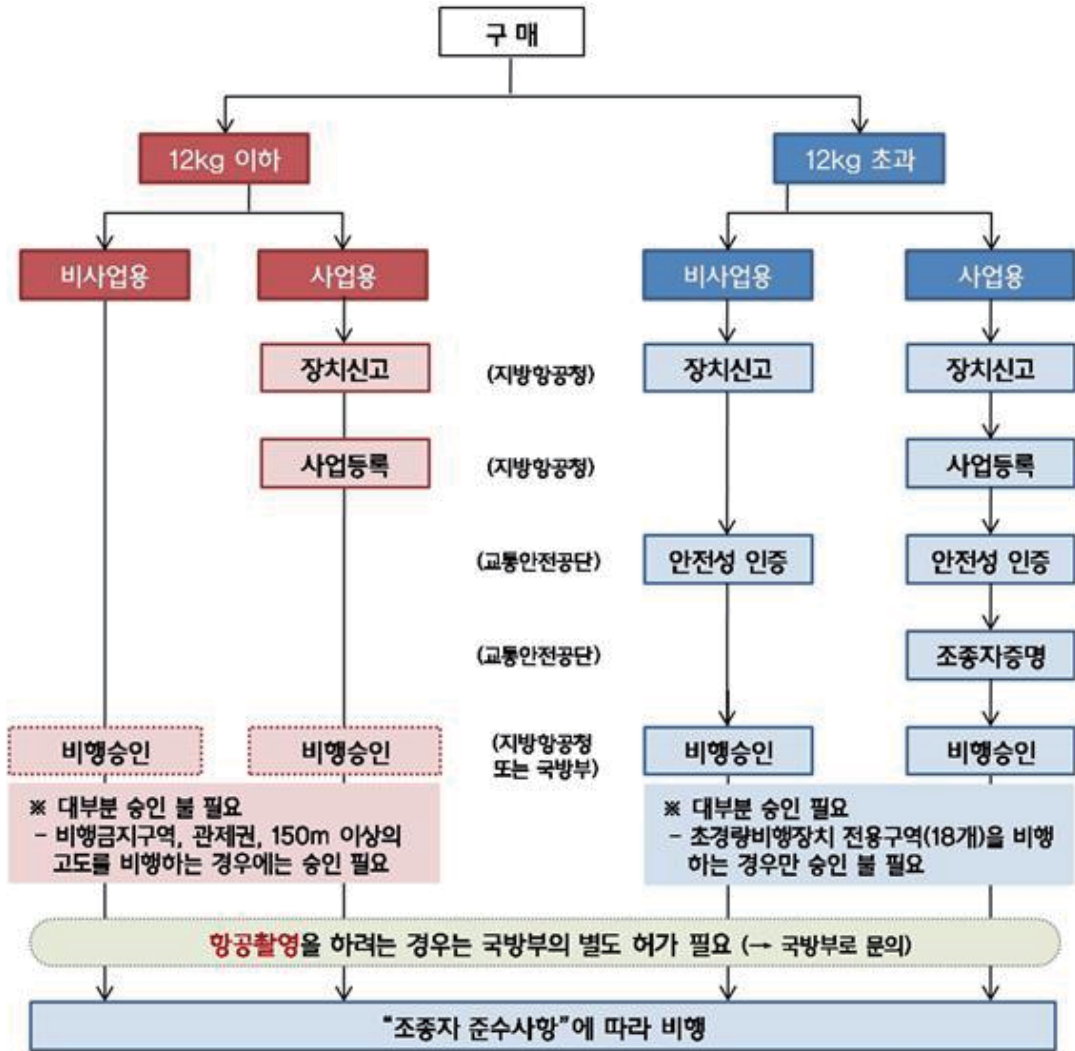 구 매
12kg 이하
12kg 초과
비사업용
사업용
비사업용
사업용
장치신고
(지방항공청)
장치신고
장치신고
사업등록
(지방항공청)
사업등록
(교통안전공단)
안전성 인증
안전성 인증
(교통안전공단)
조종자증명
비행승인
비행승인
(지방항공청
또는 국방부)
비행승인
비행승인
※ 대부분 승인 불 필요
- 비행금지구역, 관제권, 150m 이상의
고도를 비행하는 경우에는 승인 필요
※ 대부분 승인 필요
- 초경량비행장치 전용구역(18개)을 비행
하는 경우만 승인 불 필요
항공촬영을 하려는 경우는 국방부의 별도 허가 필요 (→ 국방부로 문의)
“조종자 준수사항”에 따라 비행